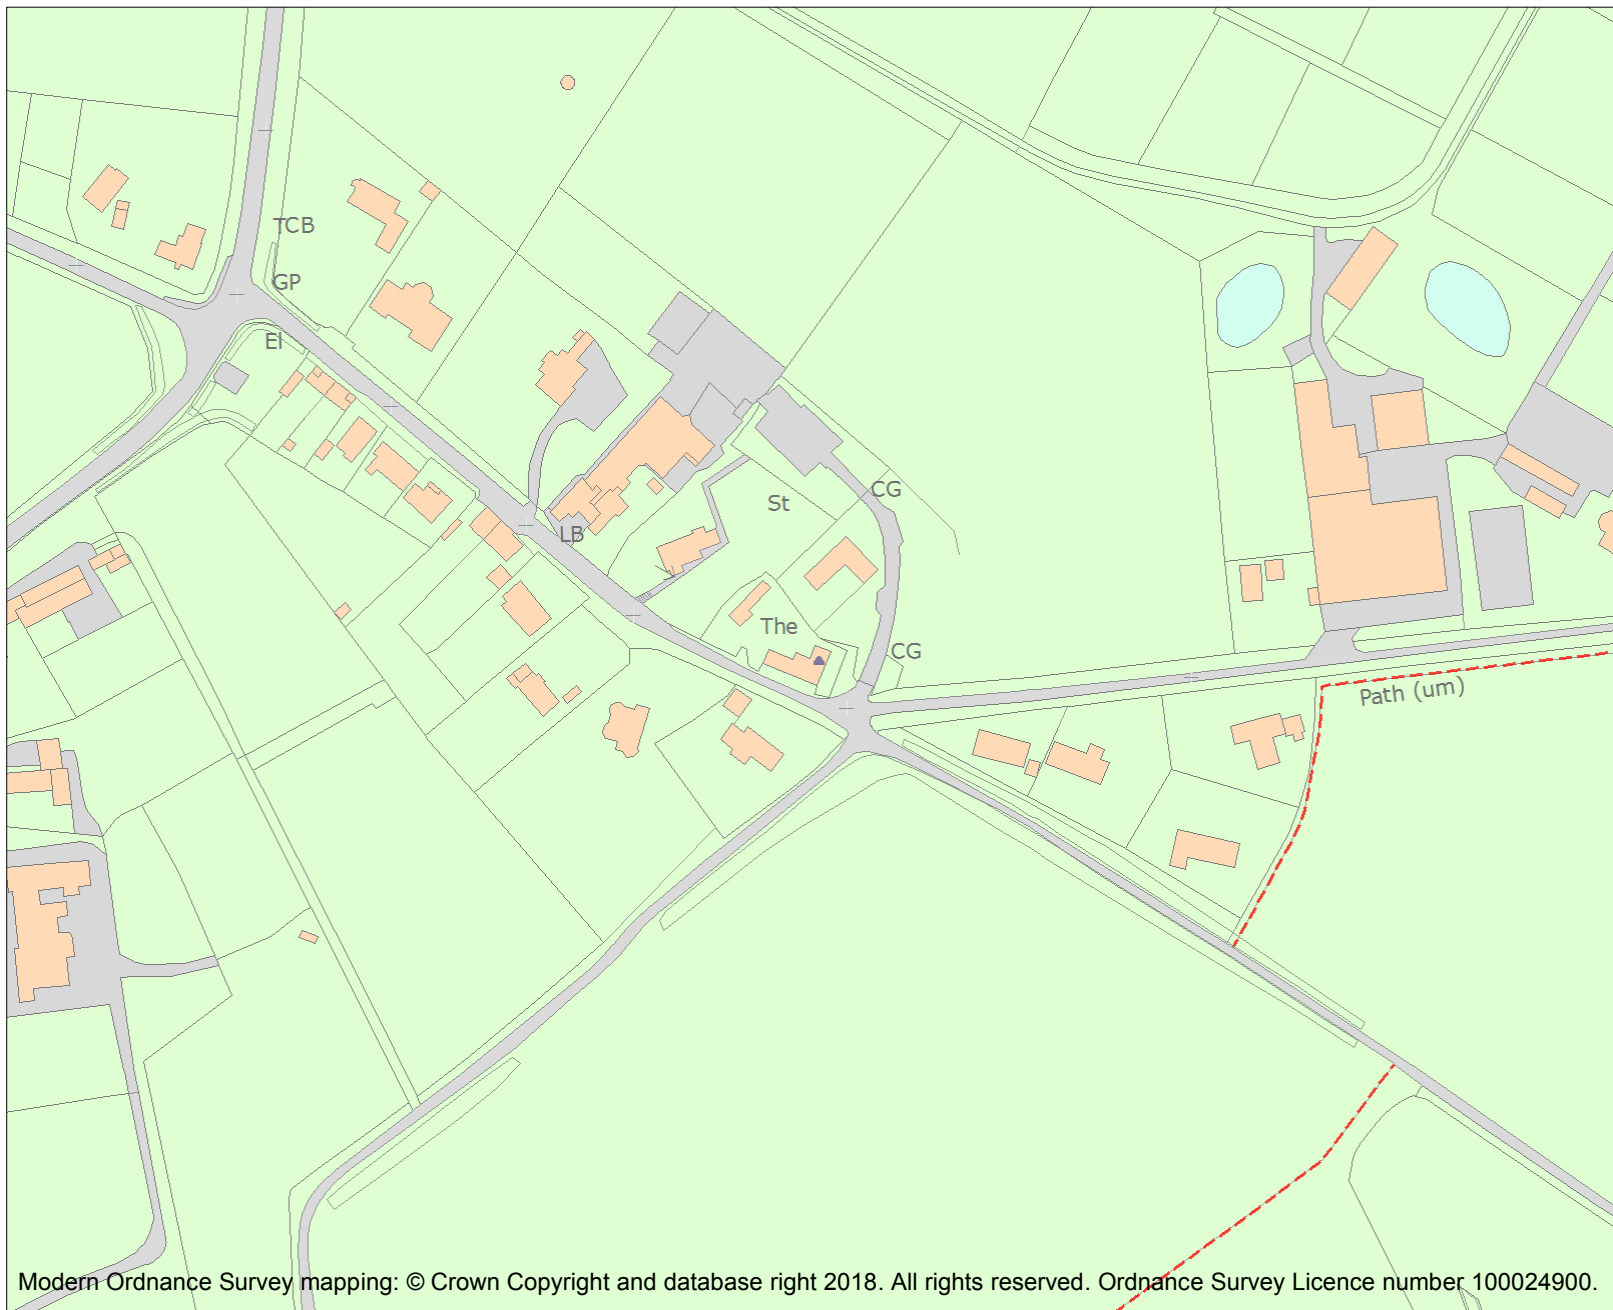 TCB
GP
El
CG
St
LB
The
CG
Path (um)
Modern Ordnance Survey mapping: © Crown Copyright and database right 2018. All rights reserved. Ordnance Survey Licence number 100024900.